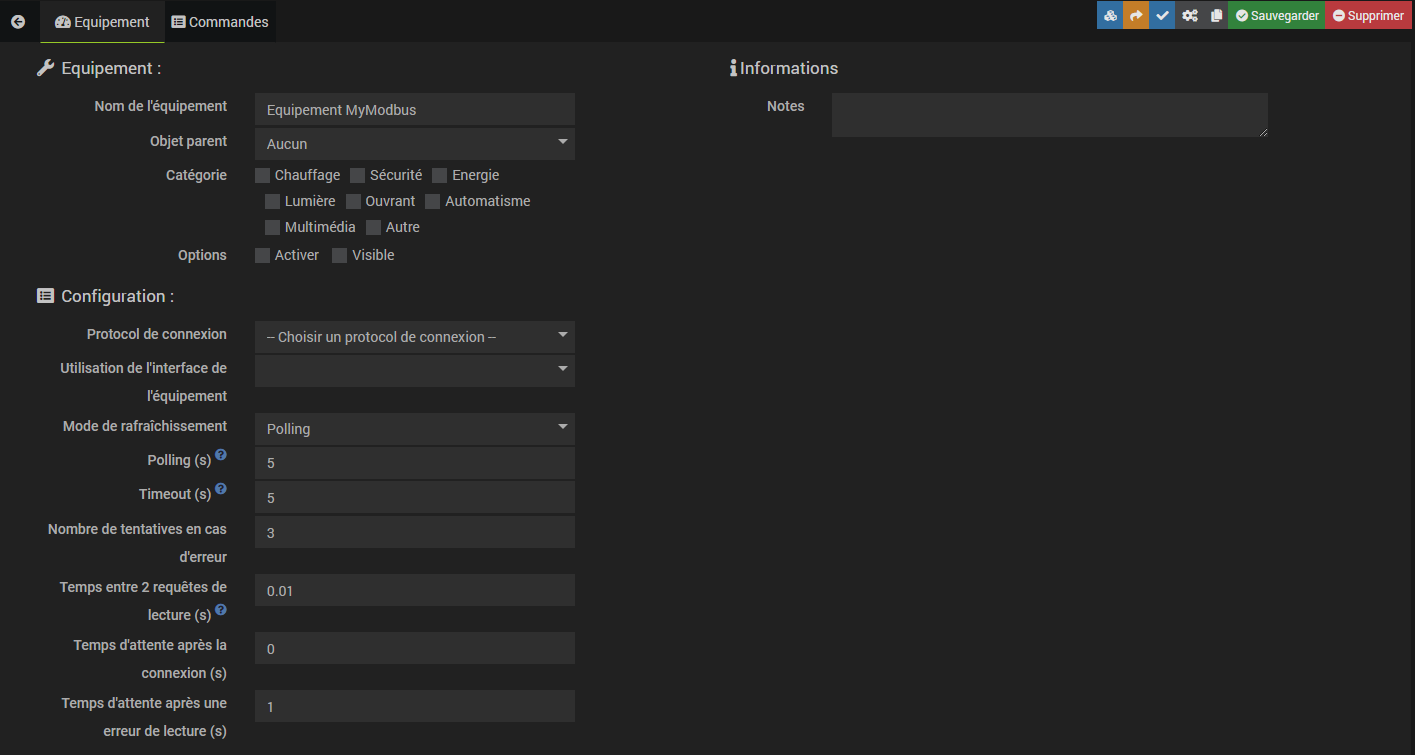 Equipement
Commandes
Sauvegarder
Supprimer
Equipement :
Nom de l'équipement
Equipement MyModbus
Objet parent
Aucun
Catégorie
Chauffage Sécurité Energie
Lumière Ouvrant Automatisme
Multimédia Autre
Options
Activer Visible
Configuration :
Protocol de connexion
-- Choisir un protocol de connexion --
Utilisation de l'interface de
l'équipement
Mode de rafraîchissement
Polling
Polling (s)
5
Timeout (s)
5
Nombre de tentatives en cas
d'erreur
3
Temps entre 2 requêtes de
lecture (s)
0.01
Temps d'attente après la
connexion (s)
0
Temps d'attente après une
erreur de lecture (s)
1
Informations
Notes